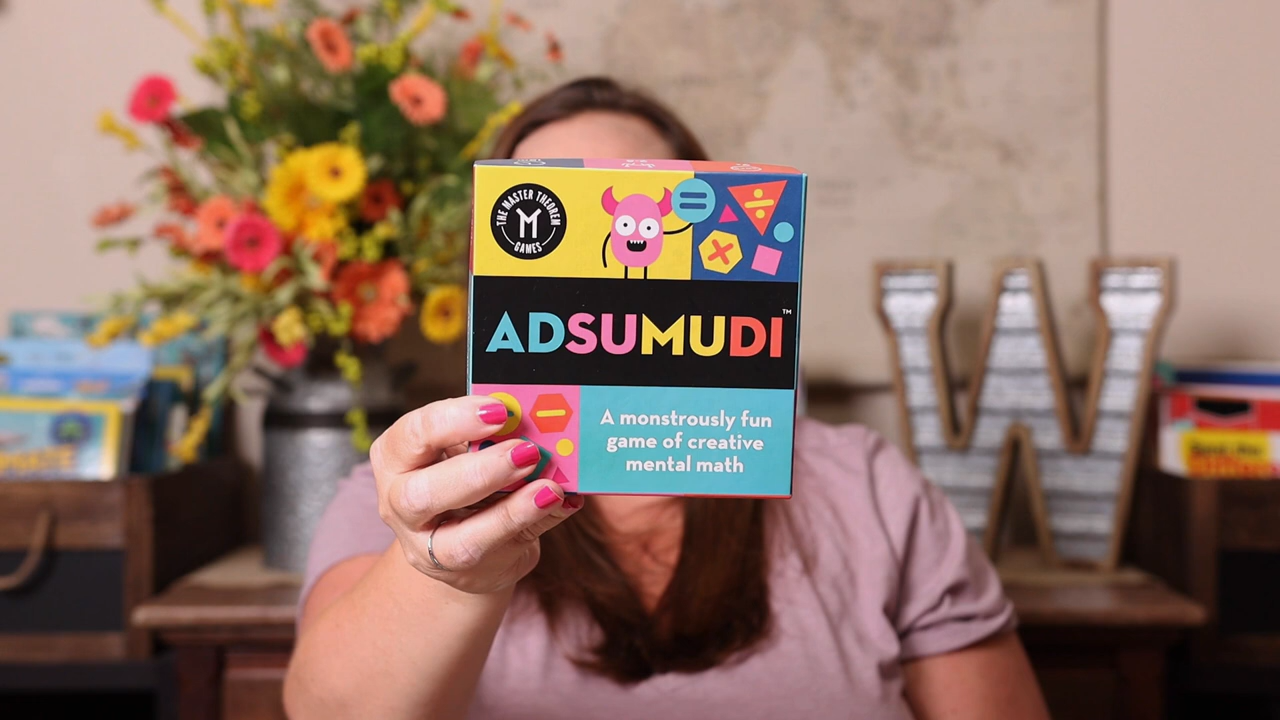 THE MASTER THEOREM
M
GAMES
ADSUMUDI™
A monstrously fun
game of creative
mental math
W